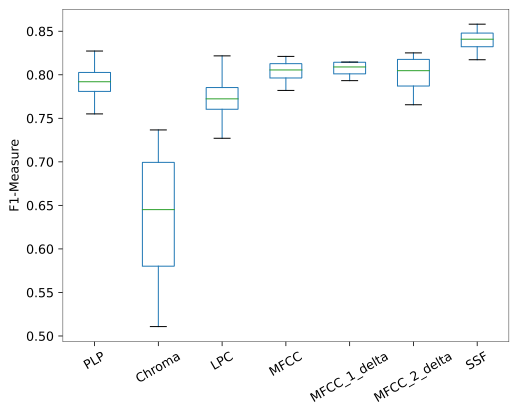 F1-Measure
0.85
0.80
0.75
0.70
0.65
0.60
0.55
0.50
PLP
Chroma
LPC
MFCC
MFCC_1_delta
MFCC_2_delta
SSF